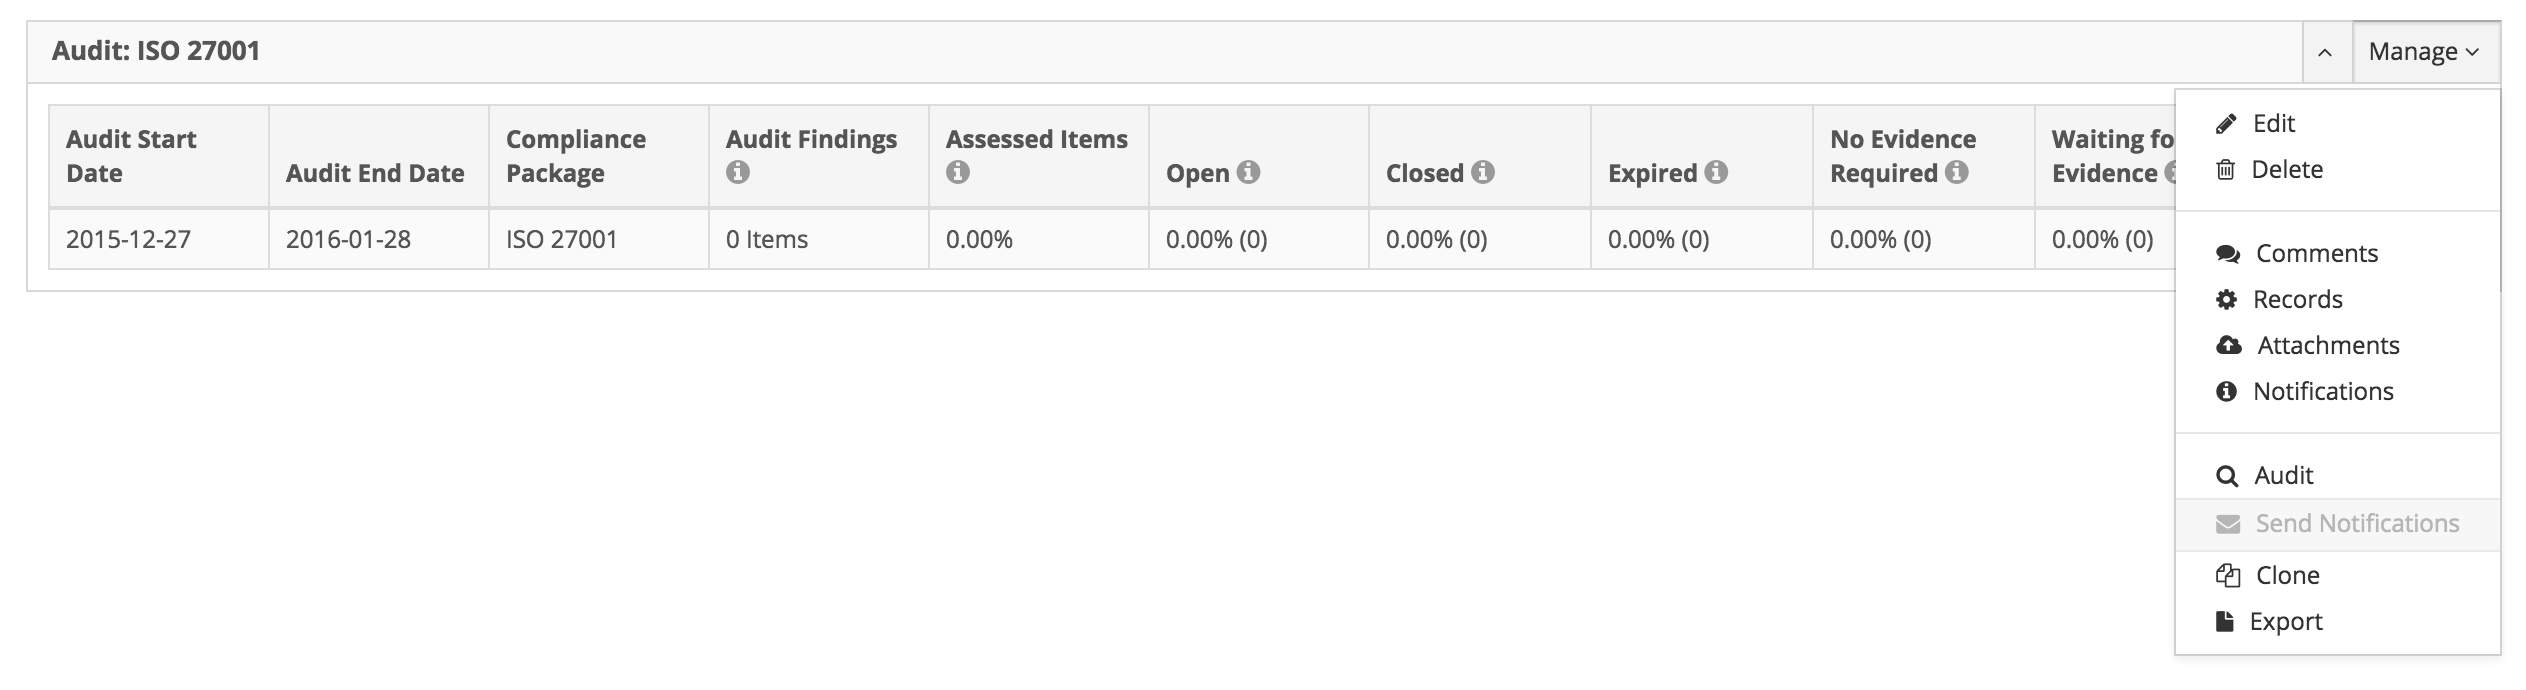 Audit: ISO 27001
Manage
Audit Start
Date
Audit End Date
Compliance
Package
Audit Findings
Assessed Items
Open
Closed
Expired
No Evidence
Required
Waiting fo
Evidence
2015-12-27
2016-01-28
ISO 27001
0 Items
0.00%
0.00% (0)
0.00% (0)
0.00% (0)
0.00% (0)
0.00% (0)
Edit
Delete
Comments
Records
Attachments
Notifications
Audit
Send Notifications
Clone
Export